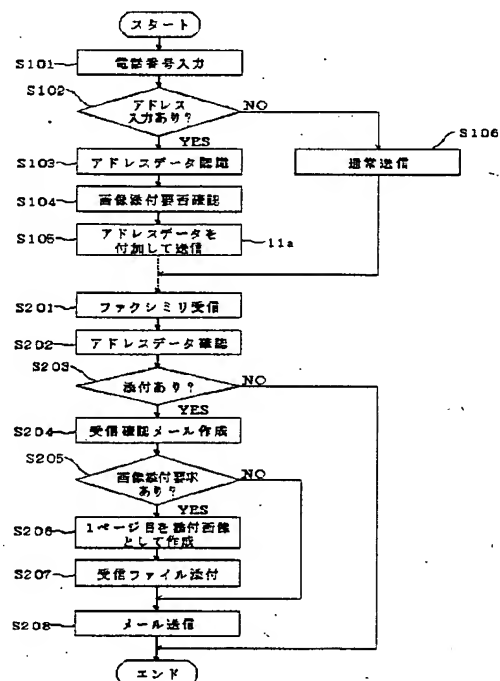 スタート
S101
電話番号入力
S102
アドレス
入力あり?
NO
YES
S103
アドレスデータ認識
S106
通常送信
S104
画像添付要否確認
S105
アドレスデータを
付加して送信
11a
S201
ファクシミリ受信
S202
アドレスデータ確認
S203
添付あり?
NO
YES
S204
受信確認メール作成
S205
画像添付要求
あり?
NO
YES
S206
1ページ目を添付画像
として作成
S207
受信ファイル添付
S208
メール送信
エンド